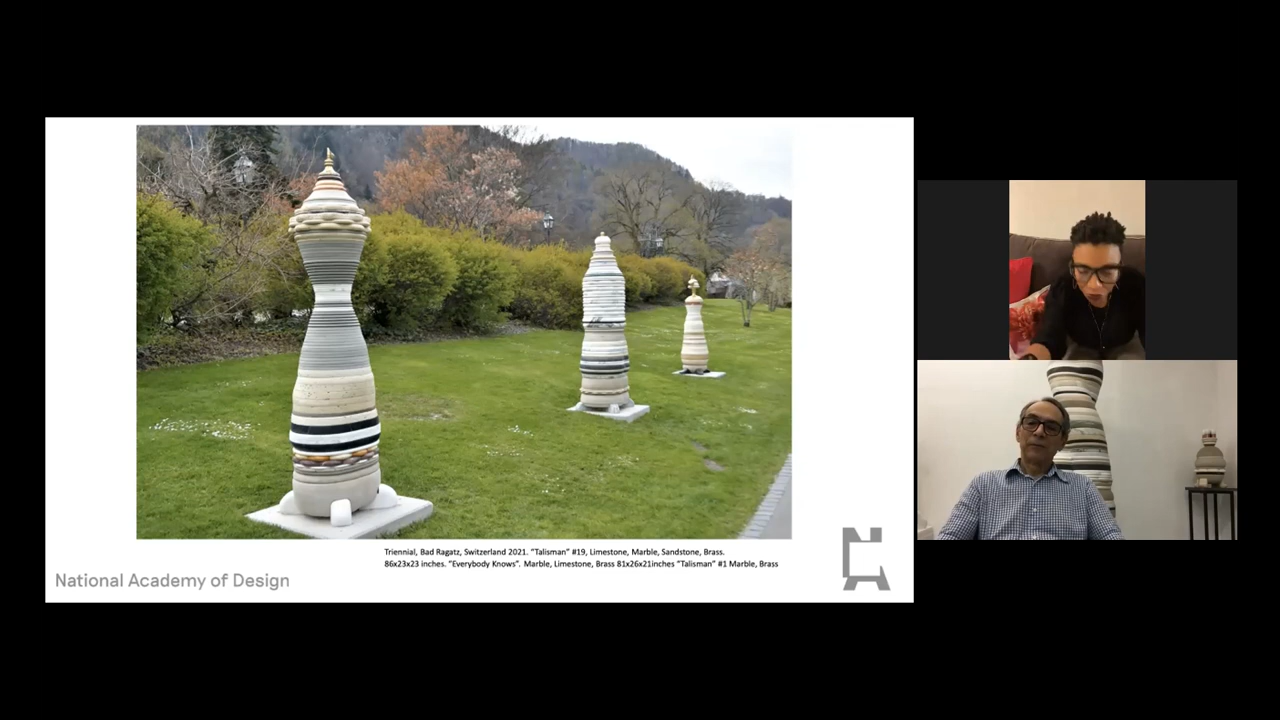 Triennial, Bad Ragatz, Switzerland 2021. “Talisman” #19, Limestone, Marble, Sandstone, Brass.
86x23x23 inches. “Everybody Knows”. Marble, Limestone, Brass 81x26x21inches “Talisman” #1 Marble, Brass
National Academy of Design